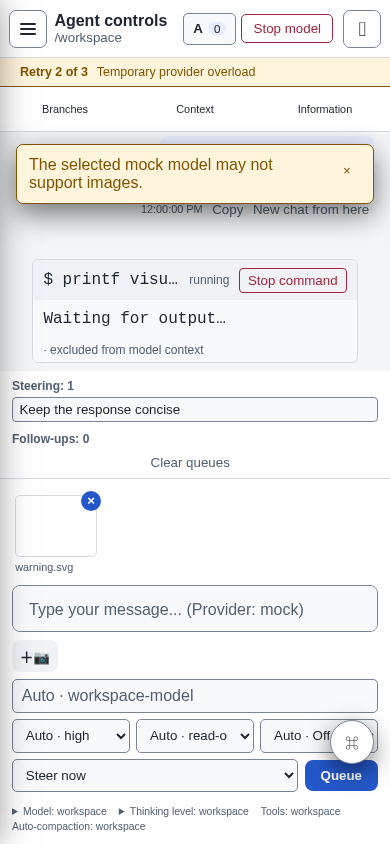 Agent controls
/workspace
A 0
Stop model
Retry 2 of 3 Temporary provider overload
Branches Context Information
The selected mock model may not
support images.
×
12:00:00 PM Copy New chat from here
$ printf visu… running Stop command
Waiting for output…
· excluded from model context
Steering: 1
Keep the response concise
Follow-ups: 0
Clear queues
×
warning.svg
Type your message... (Provider: mock)
+
Auto · workspace-model
Auto · high Auto · read-o Auto · Off
⌘
Steer now Queue
Model: workspace Thinking level: workspace Tools: workspace
Auto-compaction: workspace